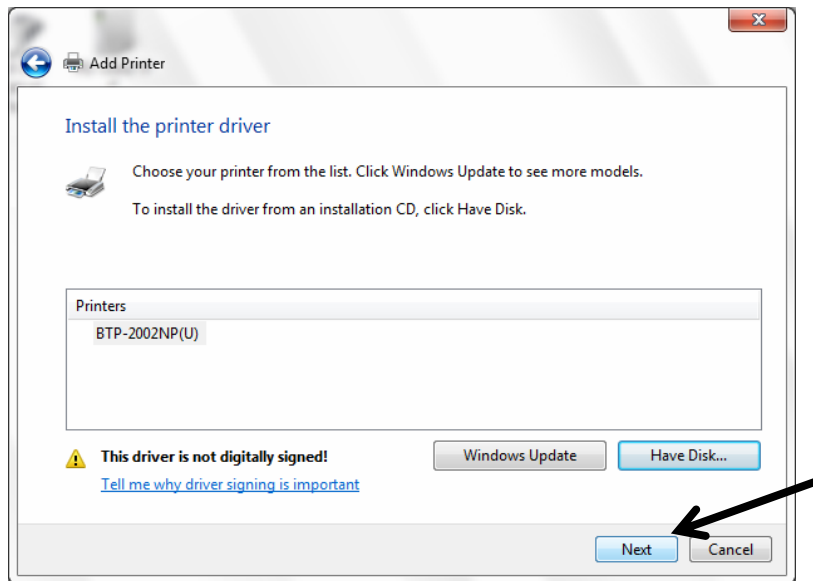 Add Printer
Install the printer driver
Choose your printer from the list. Click Windows Update to see more models.
To install the driver from an installation CD, click Have Disk.
Printers
BTP-2002NP(U)
This driver is not digitally signed!
Windows Update
Have Disk...
Tell me why driver signing is important
Next
Cancel